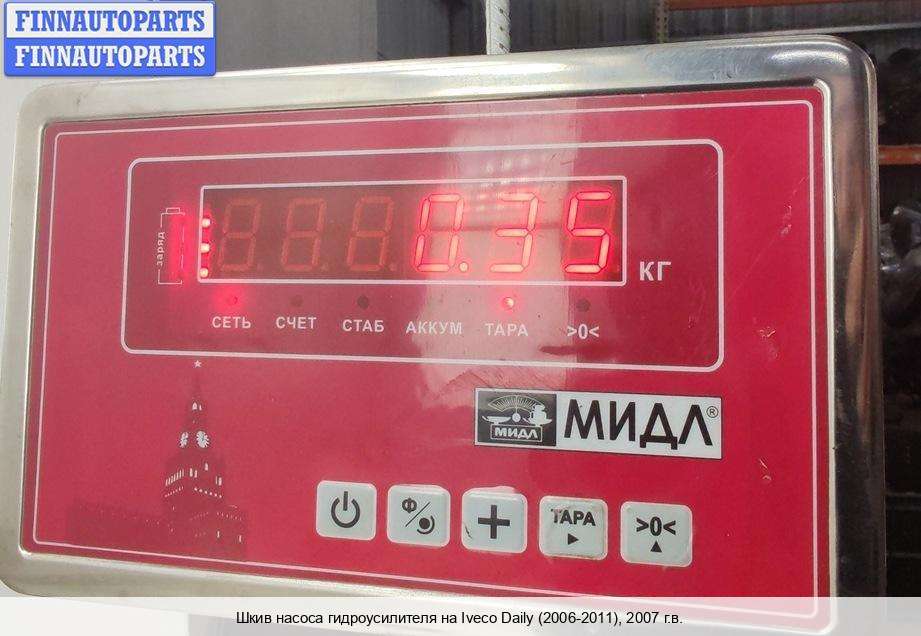 FINNAUTOPARTS
FINNAUTOPARTS
заряд
0.35 КГ
СЕТЬ СЧЕТ СТАБ АККУМ ТАРА >0<
МИДЛ МИДЛ®
Ф ТАРА >0<
Шкив насоса гидроусилителя на Iveco Daily (2006-2011), 2007 г.в.